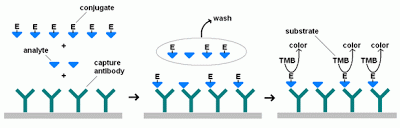 conjugate
E E E E E E
+
analyte
+
capture
antibody
wash
E E E E
E E E
substrate
color color color
TMB TMB TMB
E E E